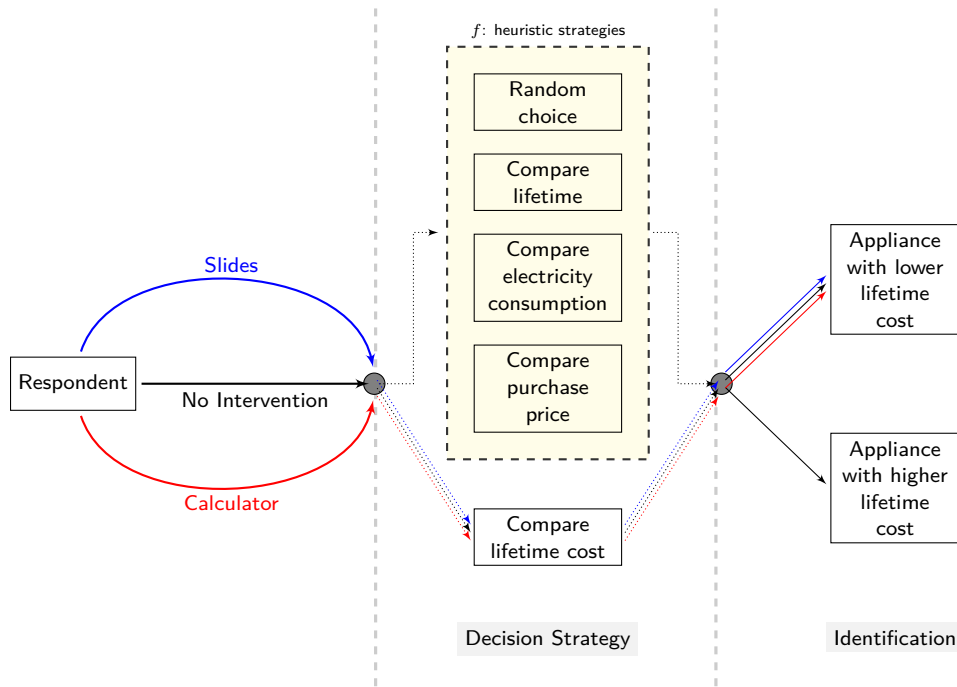 f: heuristic strategies
Random
choice
Compare
lifetime
Compare
electricity
consumption
Compare
purchase
price
Slides
Respondent
No Intervention
Calculator
Compare
lifetime cost
Appliance
with lower
lifetime
cost
Appliance
with higher
lifetime
cost
Decision Strategy
Identification